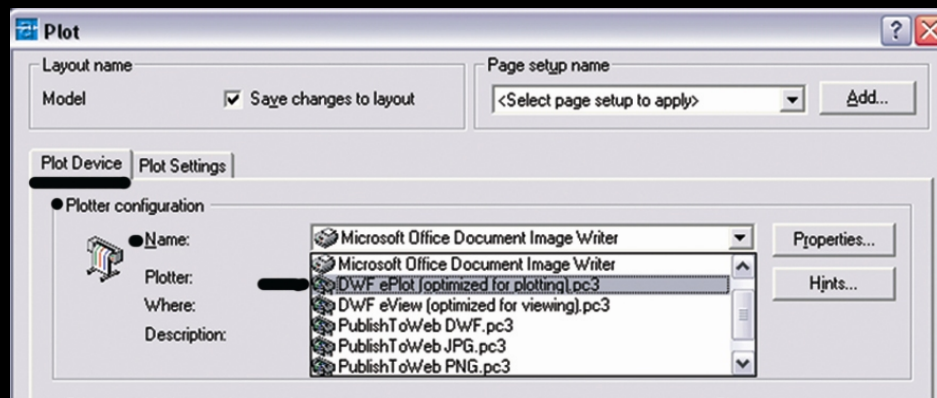 Plot
Layout name
Model
Save changes to layout
Page setup name
<Select page setup to apply>
Add...
Plot Device
Plot Settings
Plotter configuration
Name:
Microsoft Office Document Image Writer
Properties...
Microsoft Office Document Image Writer
Plotter:
DWF ePlot (optimized for plotting).pc3
Hints...
Where:
DWF eView (optimized for viewing).pc3
PublishToWeb DWF.pc3
Description:
PublishToWeb JPG.pc3
PublishToWeb PNG.pc3